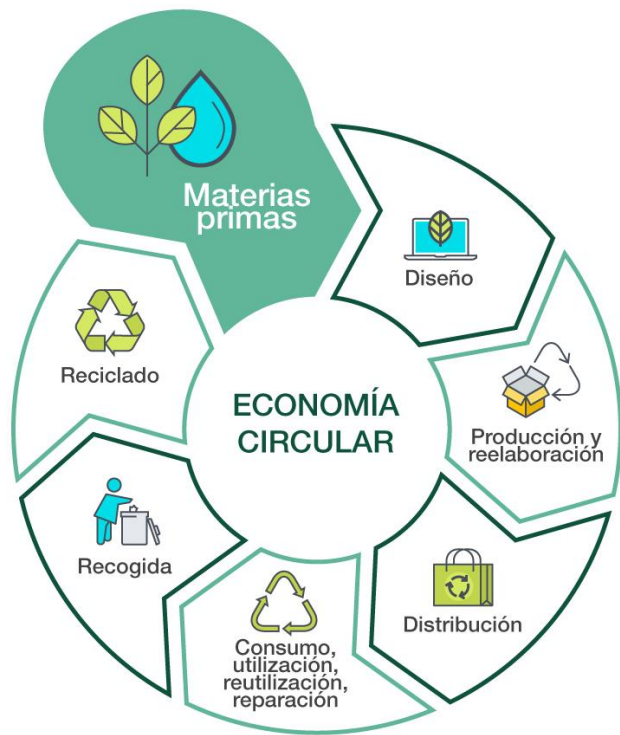 Materias
primas
Diseño
Producción y
reelaboración
Distribución
Consumo,
utilización,
reutilización,
reparación
Recogida
Reciclado
ECONOMÍA
CIRCULAR